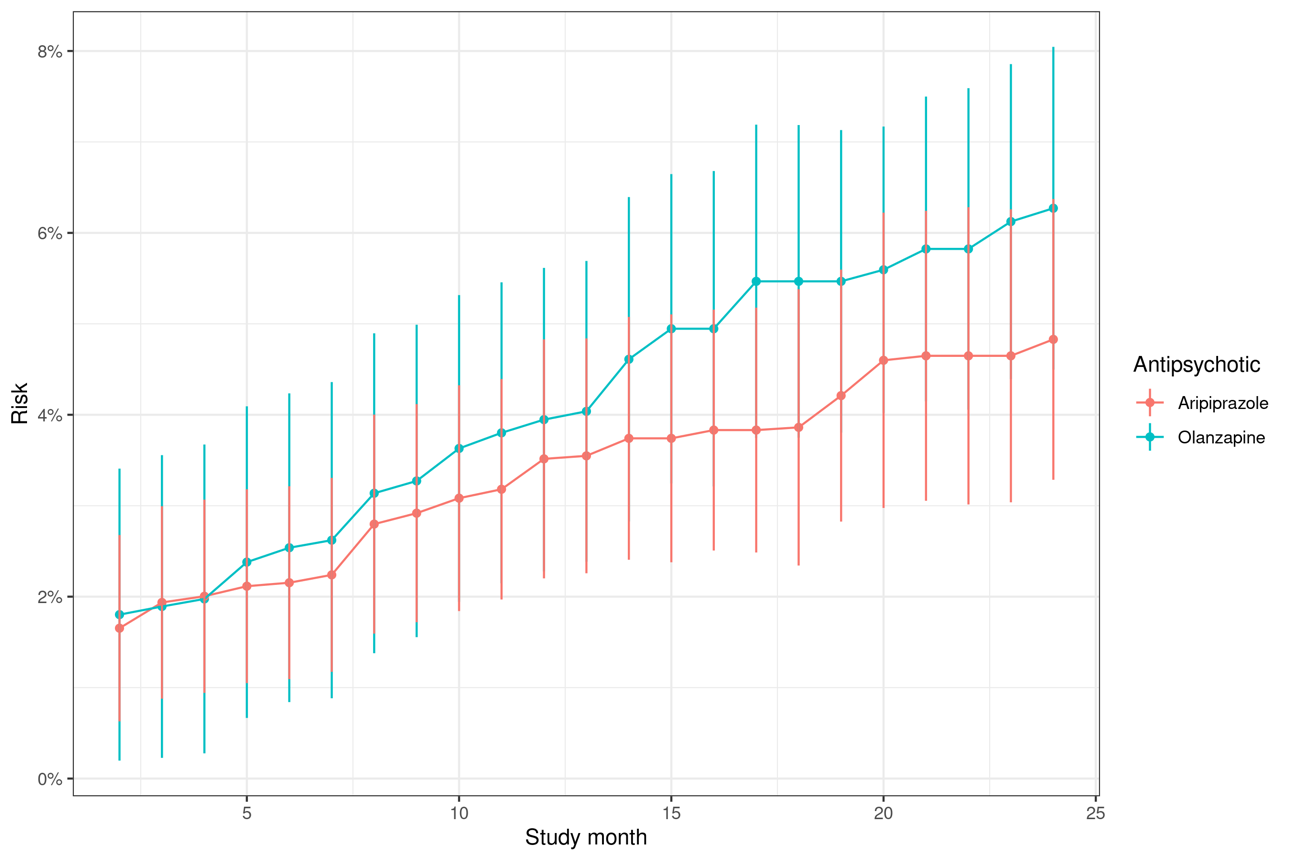 8%
6%
4%
2%
0%
Risk
5
10
15
20
25
Study month
Antipsychotic
Aripiprazole
Olanzapine